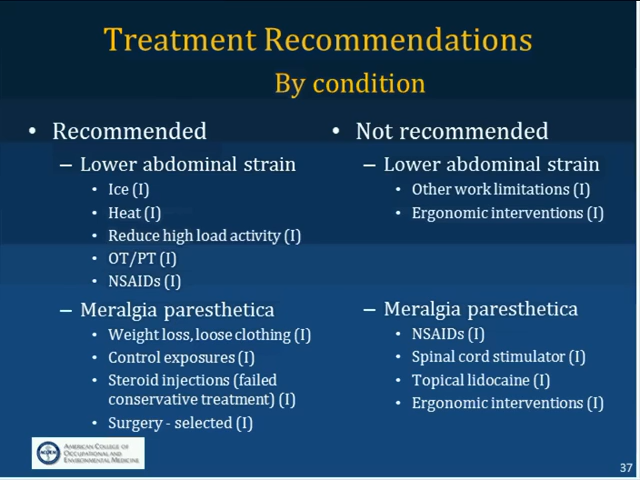 Treatment Recommendations
By condition
• Recommended
– Lower abdominal strain
• Ice (I)
• Heat (I)
• Reduce high load activity (I)
• OT/PT (I)
• NSAIDs (I)
– Meralgia paresthetica
• Weight loss, loose clothing (I)
• Control exposures (I)
• Steroid injections (failed
conservative treatment) (I)
• Surgery - selected (I)
• Not recommended
– Lower abdominal strain
• Other work limitations (I)
• Ergonomic interventions (I)
– Meralgia paresthetica
• NSAIDs (I)
• Spinal cord stimulator (I)
• Topical lidocaine (I)
• Ergonomic interventions (I)
AMERICAN COLLEGE OF
OCCUPATIONAL AND
ENVIRONMENTAL MEDICINE
37